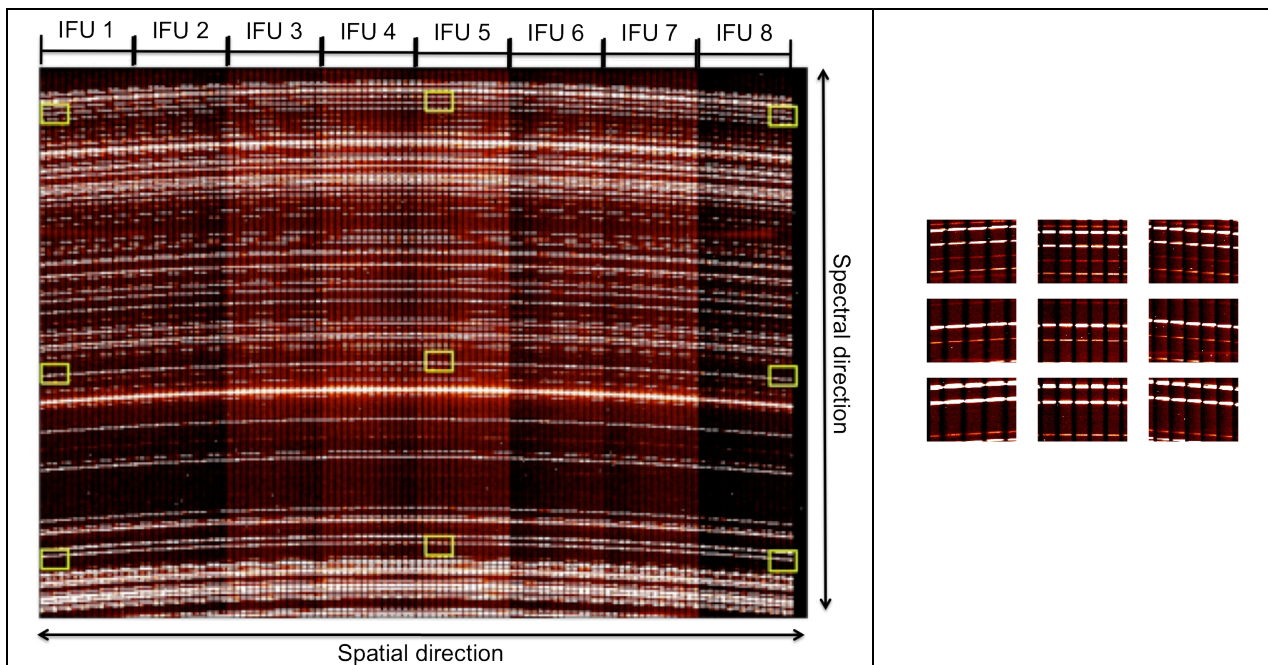 IFU 1 IFU 2 IFU 3 IFU 4 IFU 5 IFU 6 IFU 7 IFU 8
Spectral direction
Spatial direction